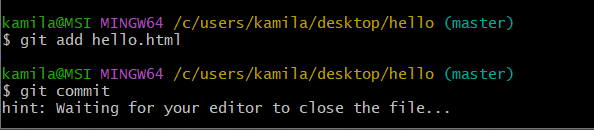 kamila@MSI MINGW64 /c/users/kamila/desktop/hello (master)
$ git add hello.html
kamila@MSI MINGW64 /c/users/kamila/desktop/hello (master)
$ git commit
hint: Waiting for your editor to close the file...